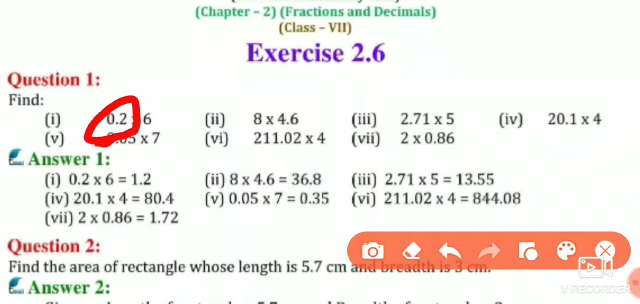 (Chapter – 2) (Fractions and Decimals)
(Class – VII)
Exercise 2.6
Question 1:
Find:
(i) 0.2 x 6 (ii) 8 x 4.6 (iii) 2.71 x 5 (iv) 20.1 x 4
(v) 0.05 x 7 (vi) 211.02 x 4 (vii) 2 x 0.86
Answer 1:
(i) 0.2 x 6 = 1.2 (ii) 8 x 4.6 = 36.8 (iii) 2.71 x 5 = 13.55
(iv) 20.1 x 4 = 80.4 (v) 0.05 x 7 = 0.35 (vi) 211.02 x 4 = 844.08
(vii) 2 x 0.86 = 1.72
Question 2:
Find the area of rectangle whose length is 5.7 cm and breadth is 3 cm.
Answer 2:
V RECORDER